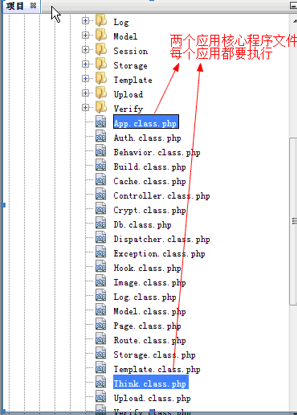 项目
Log
Model
Session
Storage
Template
Upload
Verify
两个应用核心程序文件
每个应用都要执行
App.class.php
Auth.class.php
Behavior.class.php
Build.class.php
Cache.class.php
Controller.class.php
Crypt.class.php
Db.class.php
Dispatcher.class.php
Exception.class.php
Hook.class.php
Image.class.php
Log.class.php
Model.class.php
Page.class.php
Route.class.php
Storage.class.php
Template.class.php
Think.class.php
Upload.class.php
Verify.class.php